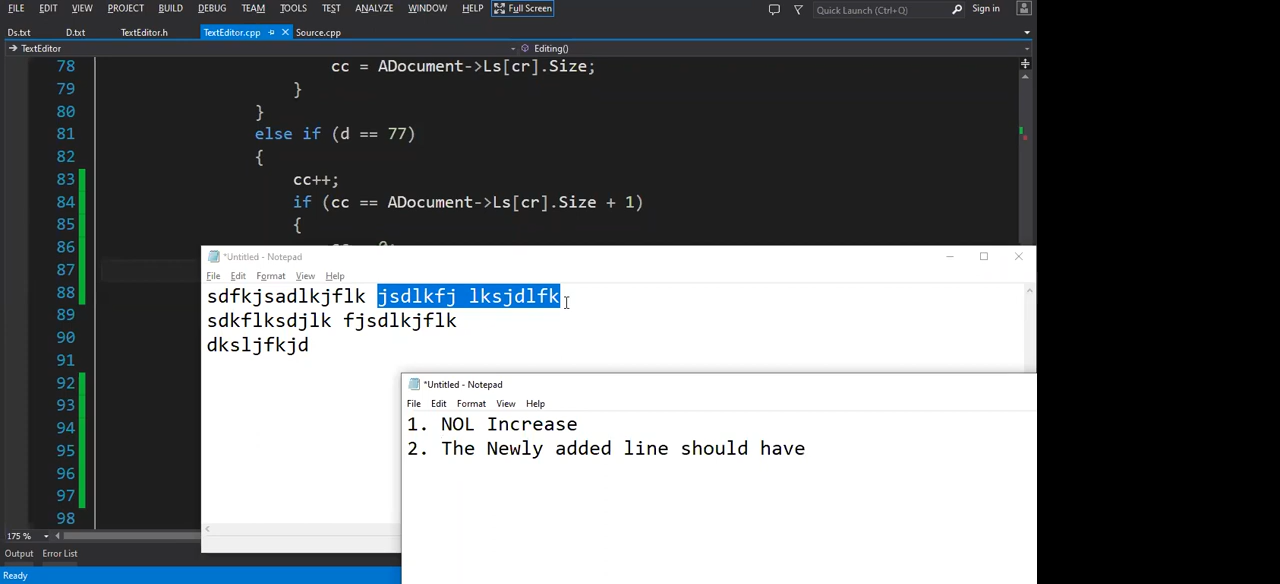 FILE EDIT VIEW PROJECT BUILD DEBUG TEAM TOOLS TEST ANALYZE WINDOW HELP Full Screen Quick Launch (Ctrl+Q) Sign in
Ds.txt D.txt TextEditor.h TextEditor.cpp Source.cpp
TextEditor Editing()
78 cc = ADocument->Ls[cr].Size;
79 }
80 }
81 else if (d == 77)
82 {
83 cc++;
84 if (cc == ADocument->Ls[cr].Size + 1)
85 {
86
87
88
89
90
91
92
93
94
95
96
97
98
*Untitled - Notepad
File Edit Format View Help
sdfkjsadlkjflk jsdlkfj lksjdlfk
sdkflksdjlk fjsdlkjflk
dksljfkjd
*Untitled - Notepad
File Edit Format View Help
1. NOL Increase
2. The Newly added line should have
175 %
Output Error List
Ready